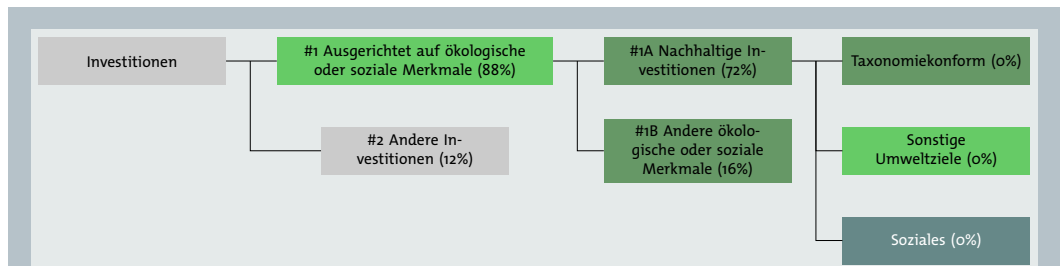 Investitionen
#1 Ausgerichtet auf ökologische
oder soziale Merkmale (88%)
#1A Nachhaltige In-
vestitionen (72%)
Taxonomiekonform (0%)
#2 Andere In-
vestitionen (12%)
#1B Andere ökolo-
gische oder soziale
Merkmale (16%)
Sonstige
Umweltziele (0%)
Soziales (0%)